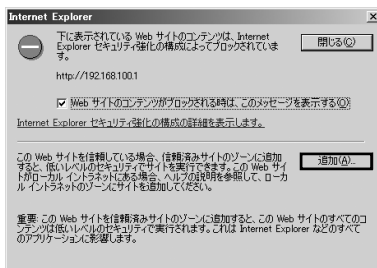 Internet Explorer
下に表示されている Web サイトのコンテンツは、Internet
Explorer セキュリティ強化の構成によってブロックされていま
す。
閉じる(C)
http://192.168.100.1
Web サイトのコンテンツがブロックされる時は、このメッセージを表示する(O)
Internet Explorer セキュリティ強化の構成の詳細を表示します。
この Web サイトを信頼している場合、信頼済みサイトのゾーンに追加
すると、低いレベルのセキュリティでサイトを実行できます。この Web サイ
トがローカル イントラネットにある場合、ヘルプの説明を参照して、ローカ
ル イントラネットのゾーンにサイトを追加してください。
追加(A)...
重要: この Web サイトを信頼済みサイトのゾーンに追加すると、この Web サイトのすべてのコ
ンテンツは低いレベルのセキュリティで実行されます。これは Internet Explorer などのすべて
のアプリケーションに影響します。